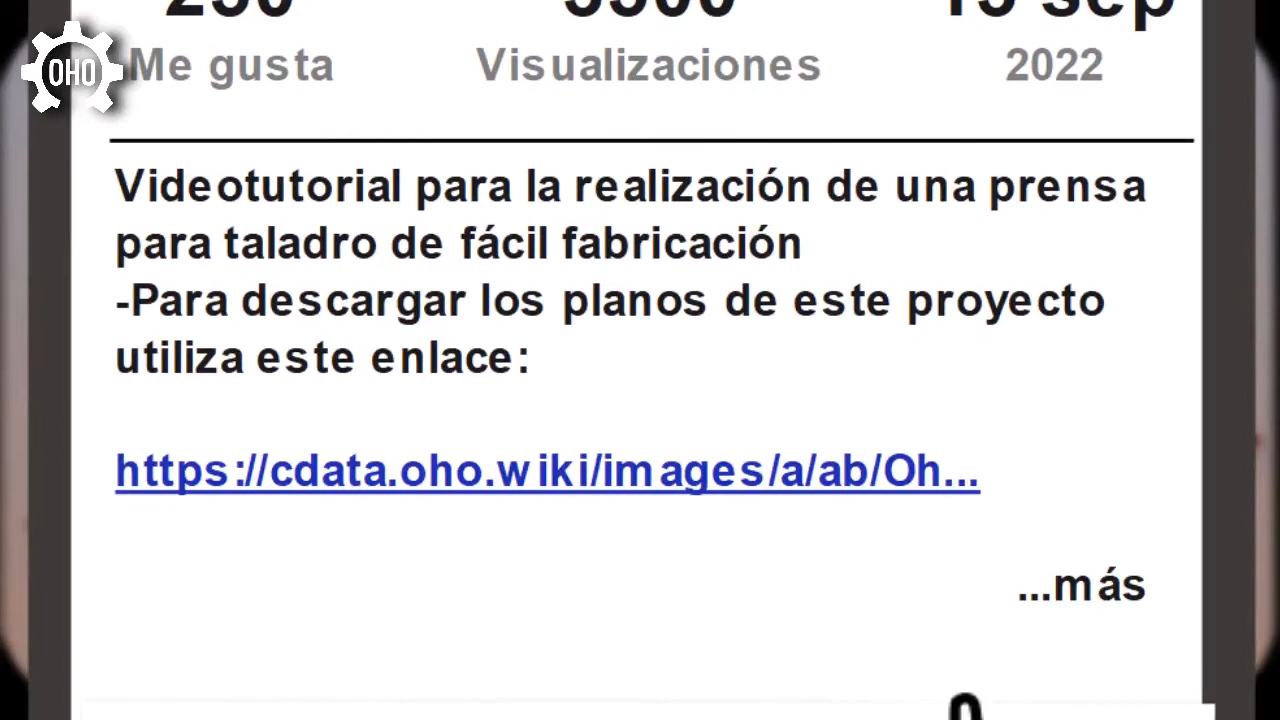 OHO
Me gusta
Visualizaciones
2022
Videotutorial para la realización de una prensa
para taladro de fácil fabricación
-Para descargar los planos de este proyecto
utiliza este enlace:
https://cdata.oho.wiki/images/a/ab/Oh...
...más